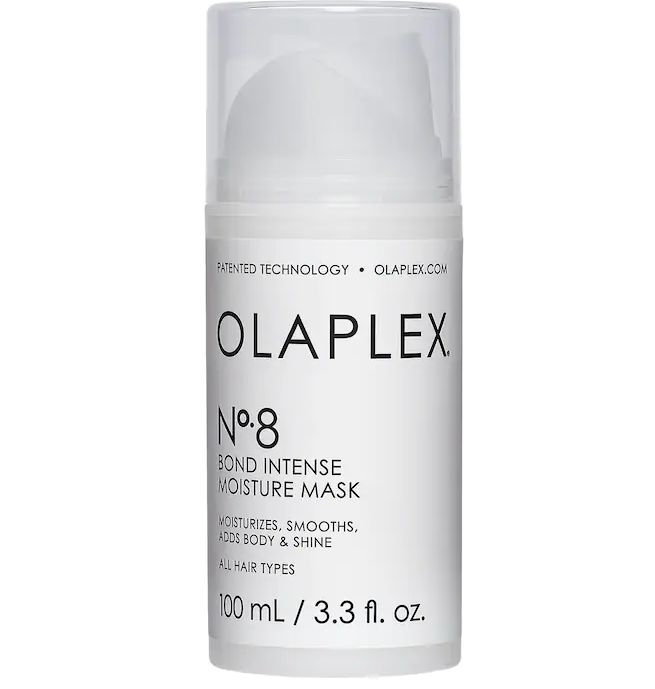 PATENTED TECHNOLOGY • OLAPLEX.COM
OLAPLEX.
Nº.8
BOND INTENSE
MOISTURE MASK
MOISTURIZES, SMOOTHS,
ADDS BODY & SHINE
ALL HAIR TYPES
100 mL / 3.3 fl. oz.